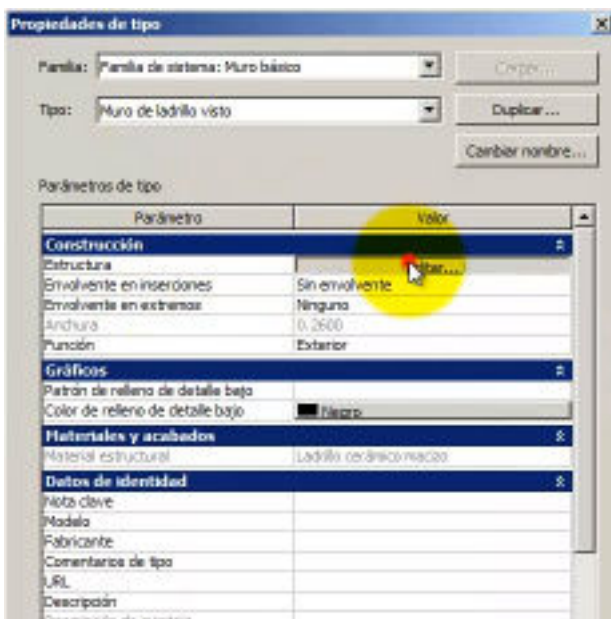 Propiedades de tipo
Familia: Familia de sistema: Muro básico
Cargar...
Tipo: Muro de ladrillo visto
Duplicar...
Cambiar nombre...
Parámetros de tipo
Parámetro Valor
Construcción
Estructura
Envolvente en inserciones Sin envolvente
Envolvente en extremos Ninguno
Anchura 0.2600
Función Exterior
Gráficos
Patrón de relleno de detalle bajo
Color de relleno de detalle bajo Negro
Materiales y acabados
Material estructural Ladrillo cerámico macizo
Datos de identidad
Nota clave
Modelo
Fabricante
Comentarios de tipo
URL
Descripción